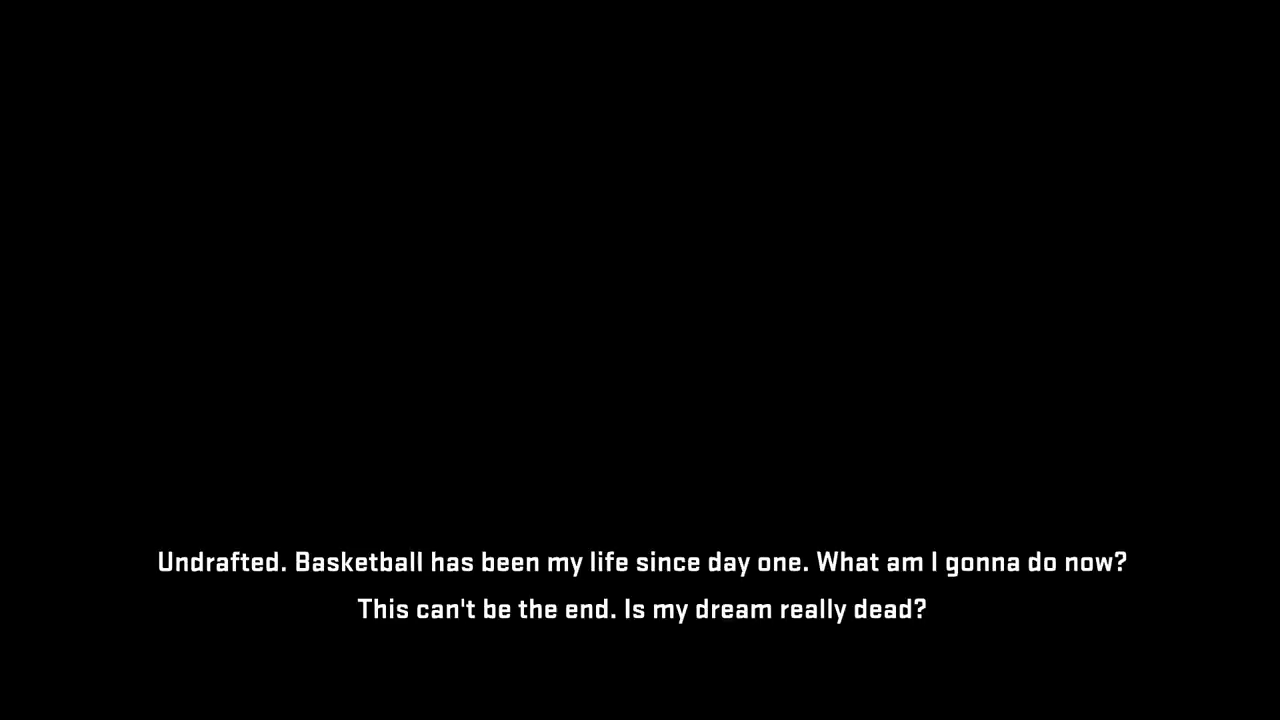 Undrafted. Basketball has been my life since day one. What am I gonna do now?
This can't be the end. Is my dream really dead?